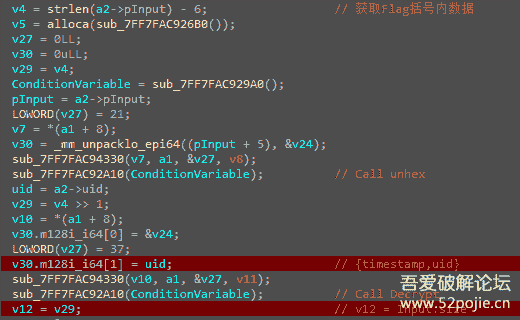 v4 = strlen(a2->pInput) - 6; // 获取Flag括号内数据
v5 = alloca(sub_7FF7FAC926B0());
v27 = 0LL;
v30 = 0uLL;
v29 = v4;
ConditionVariable = sub_7FF7FAC929A0();
pInput = a2->pInput;
LOWORD(v27) = 21;
v7 = *(a1 + 8);
v30 = _mm_unpacklo_epi64((pInput + 5), &v24);
sub_7FF7FAC94330(v7, a1, &v27, v8);
sub_7FF7FAC92A10(ConditionVariable); // Call unhex
uid = a2->uid;
v29 = v4 >> 1;
v10 = *(a1 + 8);
v30.m128i_i64[0] = &v24;
LOWORD(v27) = 37;
v30.m128i_i64[1] = uid; // {timestamp,uid}
sub_7FF7FAC94330(v10, a1, &v27, v11);
sub_7FF7FAC92A10(ConditionVariable); // Call Decrypt
v12 = v29; // v12 = input.size
吾爱破解论坛
www.52pojie.cn